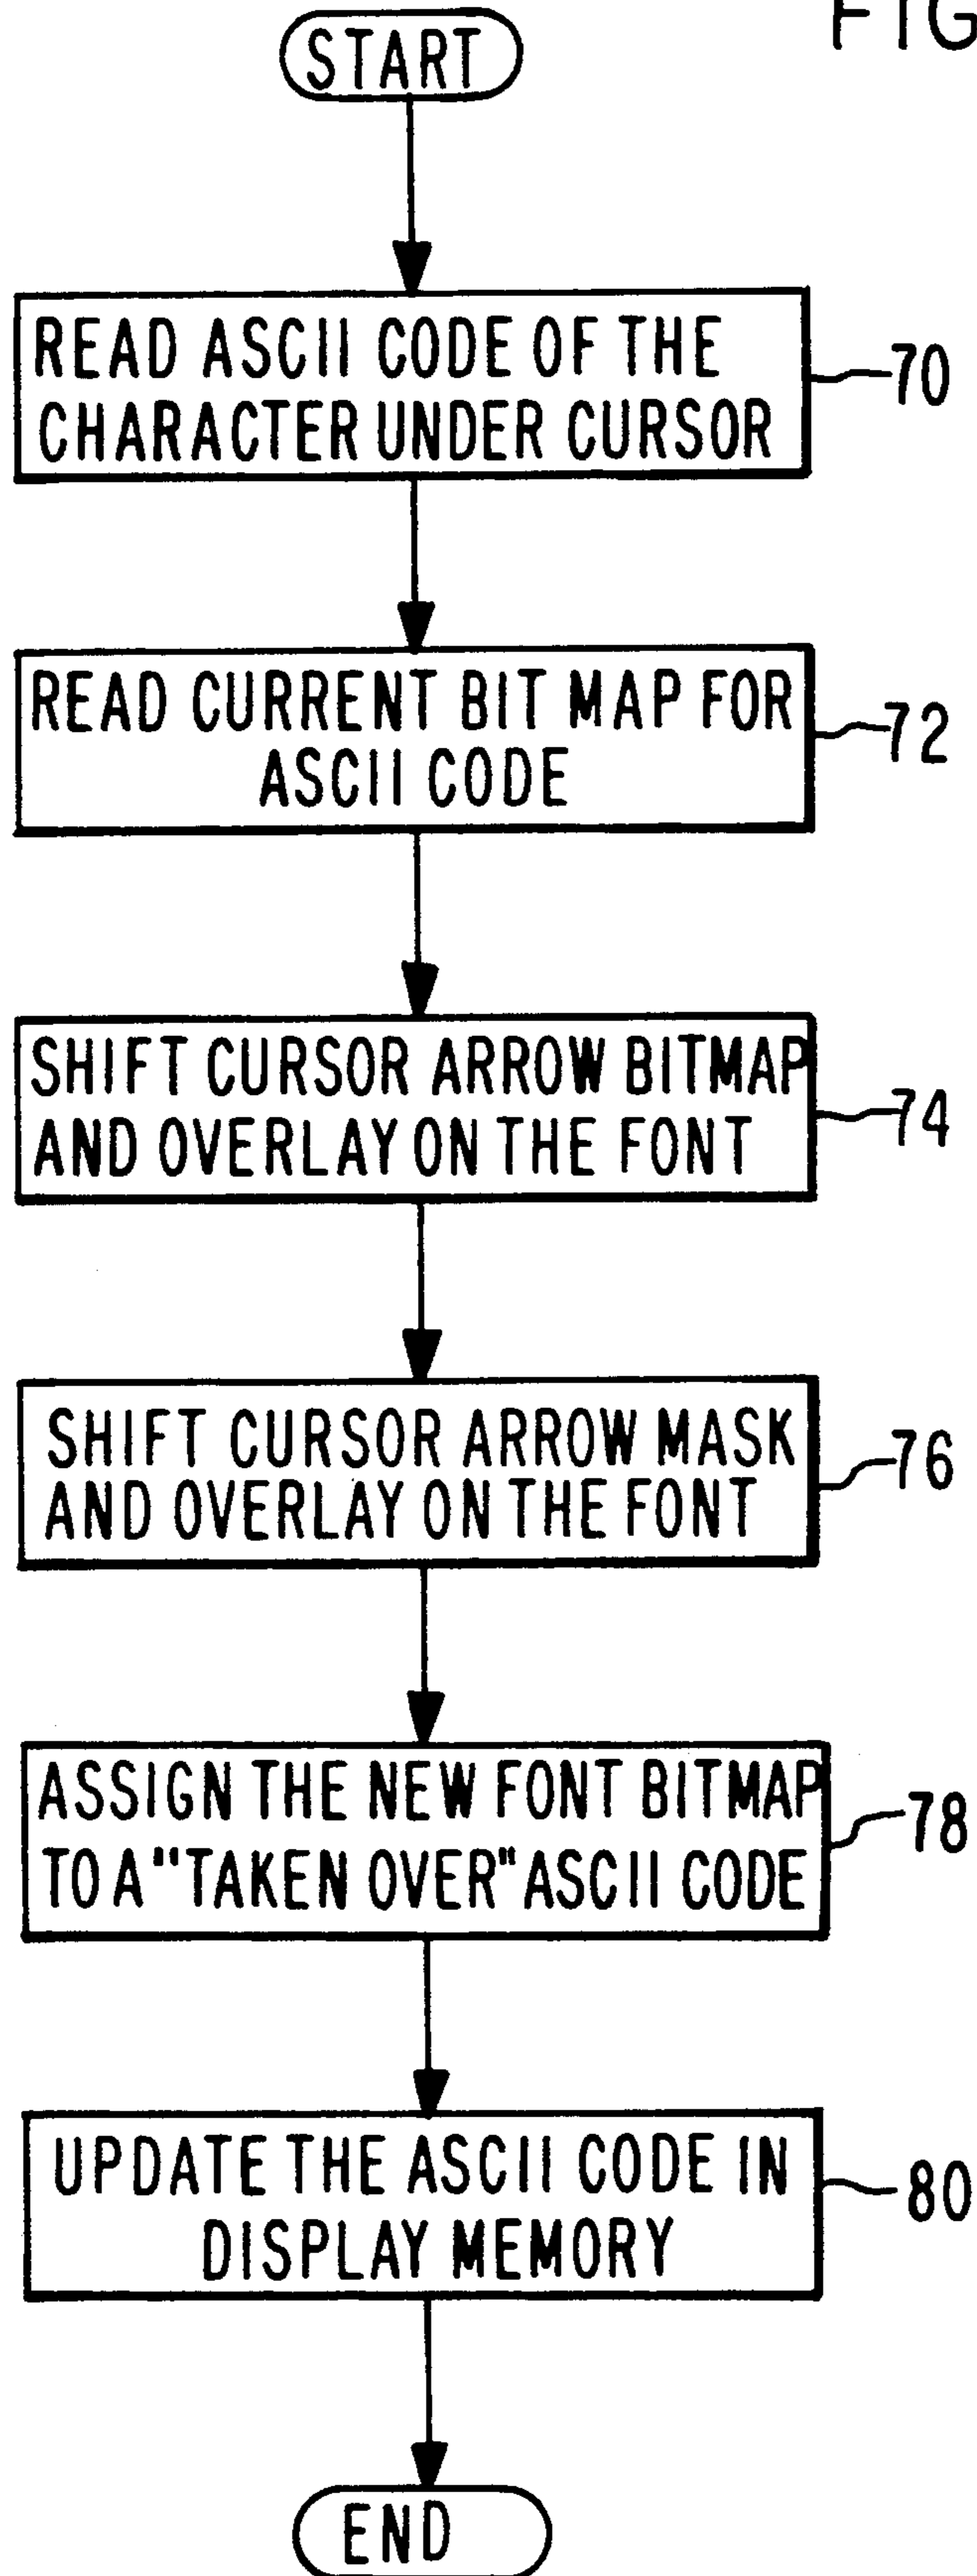 FIG
START
READ ASCII CODE OF THE
CHARACTER UNDER CURSOR
70
READ CURRENT BIT MAP FOR
ASCII CODE
72
SHIFT CURSOR ARROW BITMAP
AND OVERLAY ON THE FONT
74
SHIFT CURSOR ARROW MASK
AND OVERLAY ON THE FONT
76
ASSIGN THE NEW FONT BITMAP
TO A "TAKEN OVER" ASCII CODE
78
UPDATE THE ASCII CODE IN
DISPLAY MEMORY
80
END